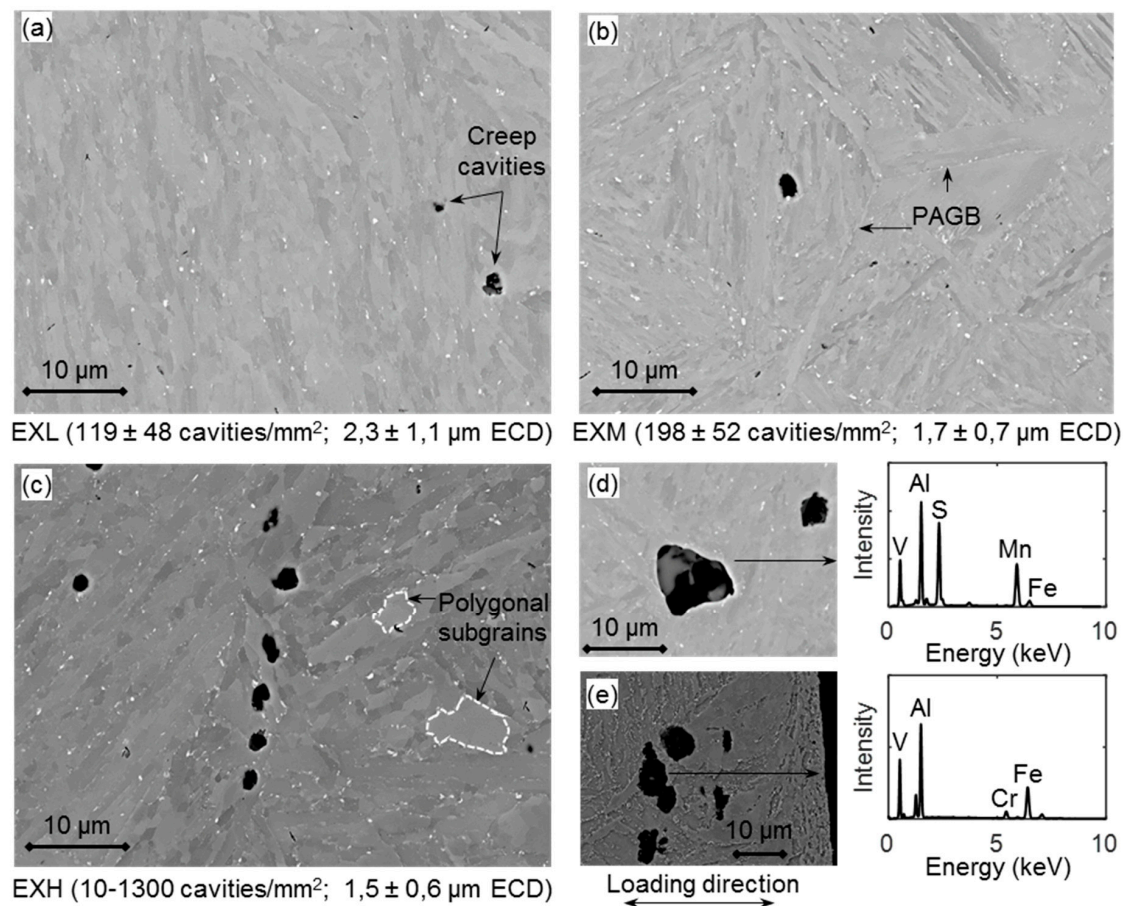 (a)
Creep
cavities
10 µm
EXL (119 ± 48 cavities/mm²; 2,3 ± 1,1 µm ECD)
(b)
PAGB
10 µm
EXM (198 ± 52 cavities/mm²; 1,7 ± 0,7 µm ECD)
(c)
Polygonal
subgrains
10 µm
EXH (10-1300 cavities/mm²; 1,5 ± 0,6 µm ECD)
(d)
10 µm
Intensity
V
Al
S
Mn
Fe
0 5 10
Energy (keV)
(e)
10 µm
Loading direction
Intensity
V
Al
Cr
Fe
0 5 10
Energy (keV)